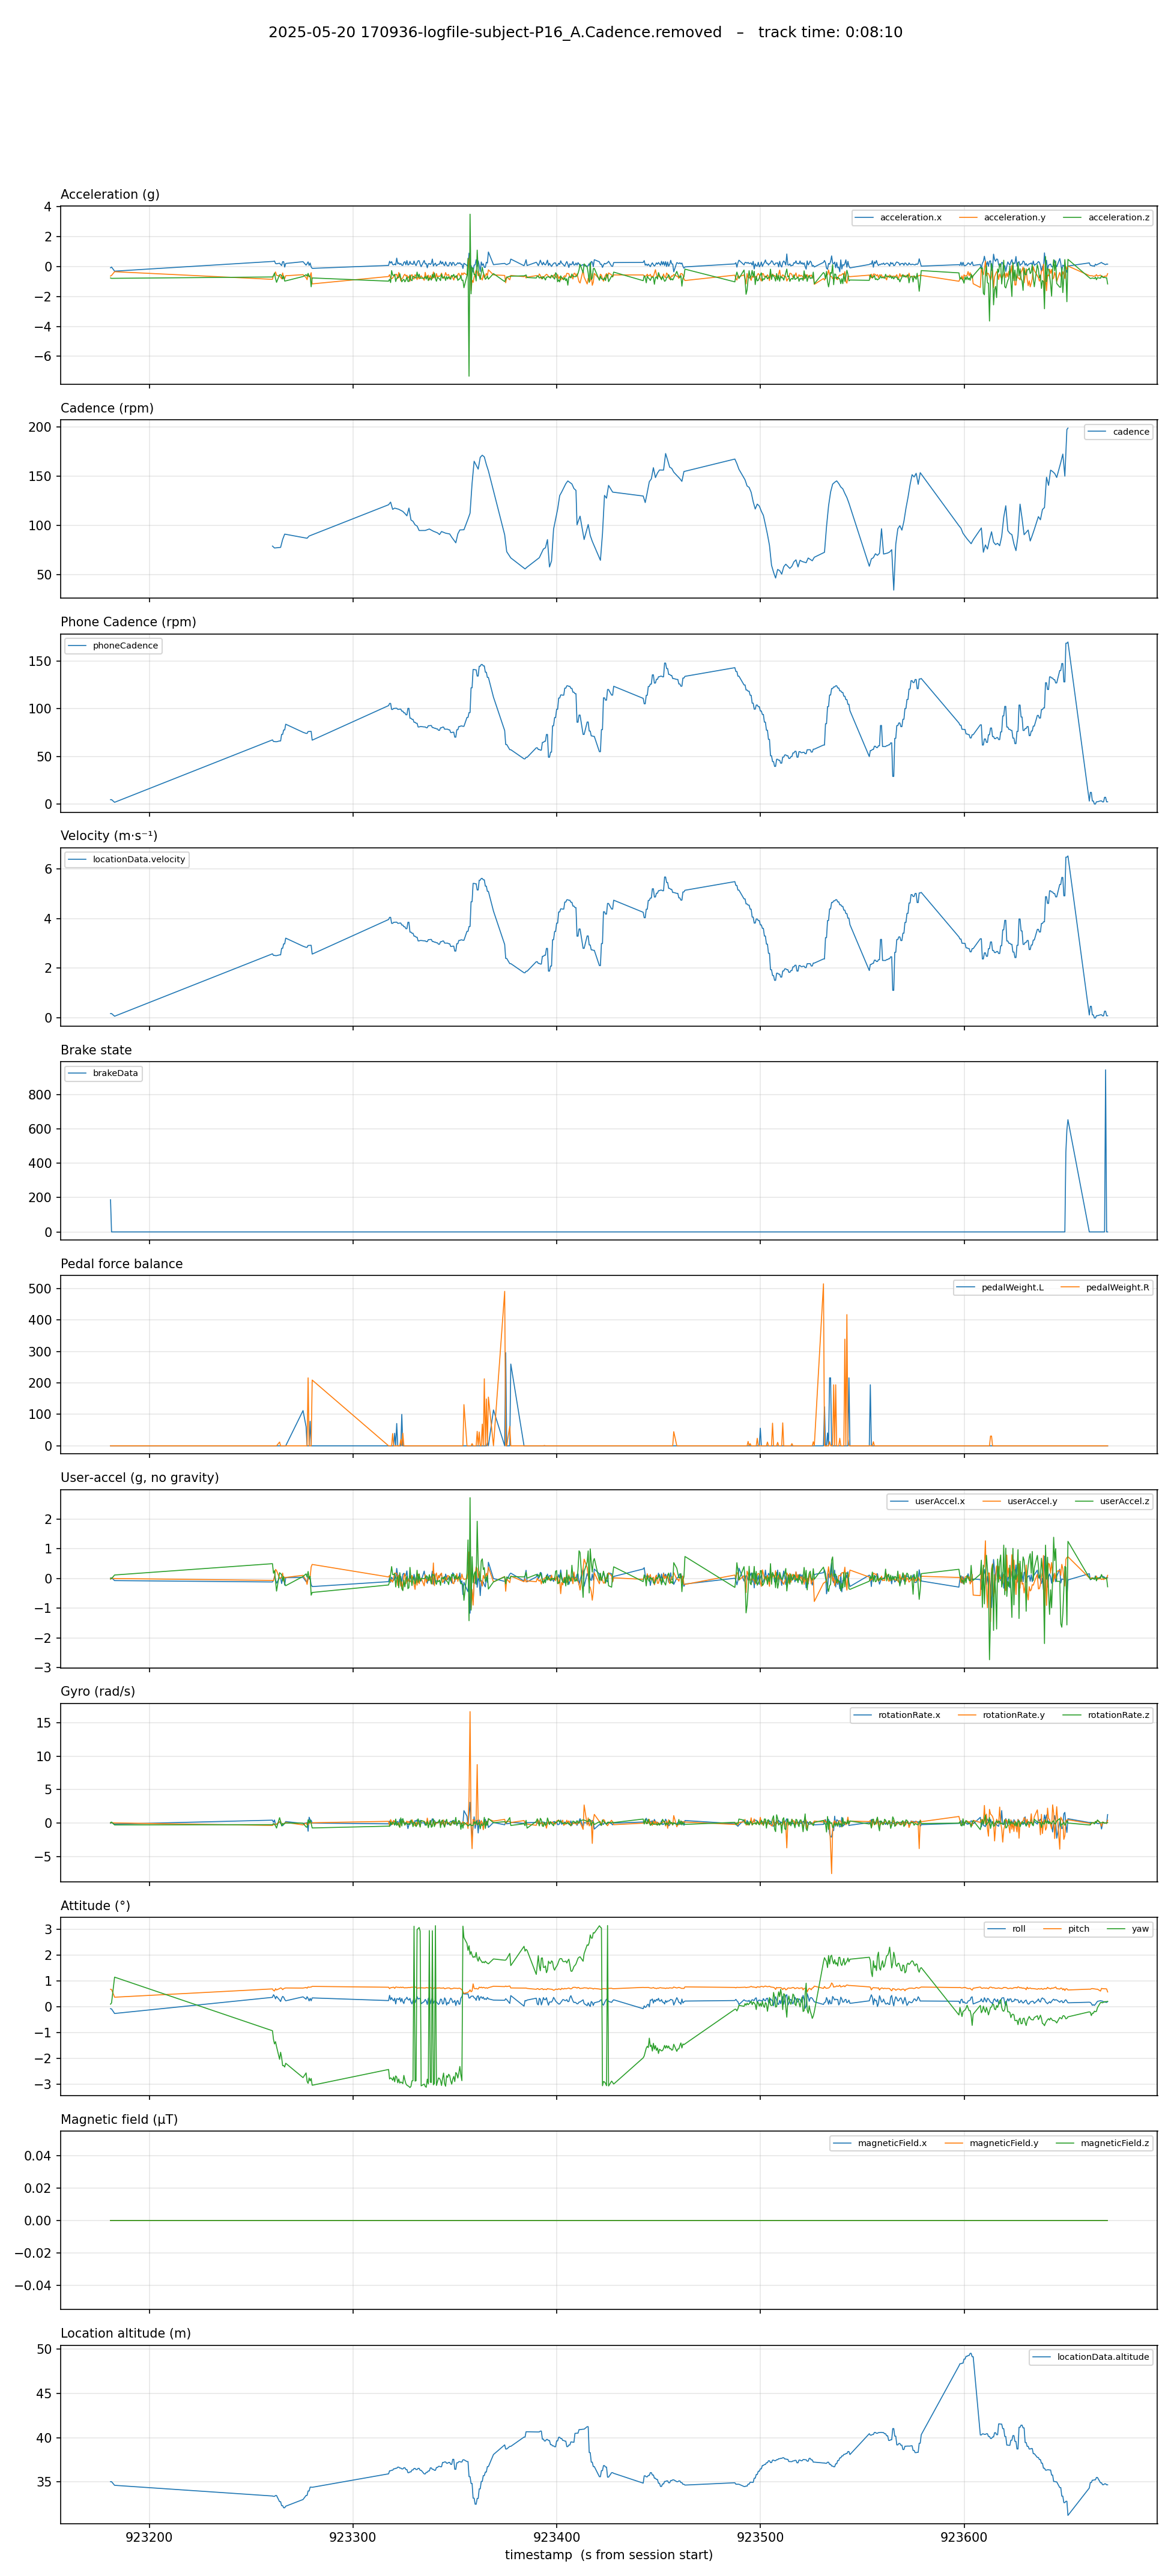 2025-05-20 170936-logfile-subject-P16_A.Cadence.removed – track time: 0:08:10
Acceleration (g)
acceleration.x acceleration.y acceleration.z
4
2
0
−2
−4
−6
Cadence (rpm)
cadence
200
150
100
50
Phone Cadence (rpm)
phoneCadence
150
100
50
0
Velocity (m·s⁻¹)
locationData.velocity
6
4
2
0
Brake state
brakeData
800
600
400
200
0
Pedal force balance
pedalWeight.L pedalWeight.R
500
400
300
200
100
0
User-accel (g, no gravity)
userAccel.x userAccel.y userAccel.z
2
1
0
−1
−2
−3
Gyro (rad/s)
rotationRate.x rotationRate.y rotationRate.z
15
10
5
0
−5
Attitude (°)
roll pitch yaw
3
2
1
0
−1
−2
−3
Magnetic field (µT)
magneticField.x magneticField.y magneticField.z
0.04
0.02
0.00
−0.02
−0.04
Location altitude (m)
locationData.altitude
50
45
40
35
923200 923300 923400 923500 923600
timestamp (s from session start)